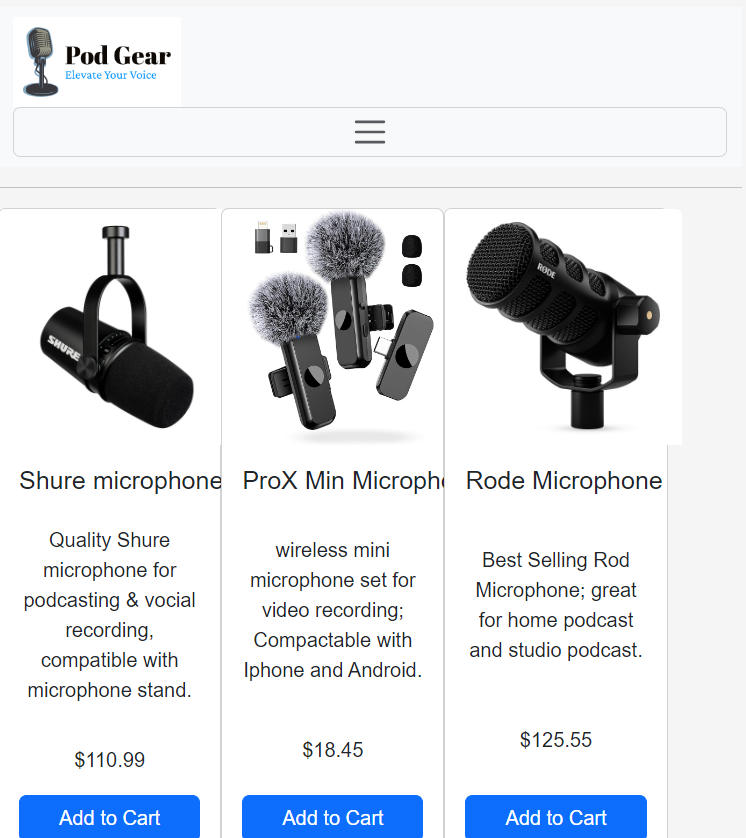 Pod Gear
Elevate Your Voice
SHURE
RØDE
Shure microphone
Quality Shure
microphone for
podcasting & vocial
recording,
compatible with
microphone stand.
$110.99
Add to Cart
ProX Min Microph
wireless mini
microphone set for
video recording;
Compactable with
Iphone and Android.
$18.45
Add to Cart
Rode Microphone
Best Selling Rod
Microphone; great
for home podcast
and studio podcast.
$125.55
Add to Cart